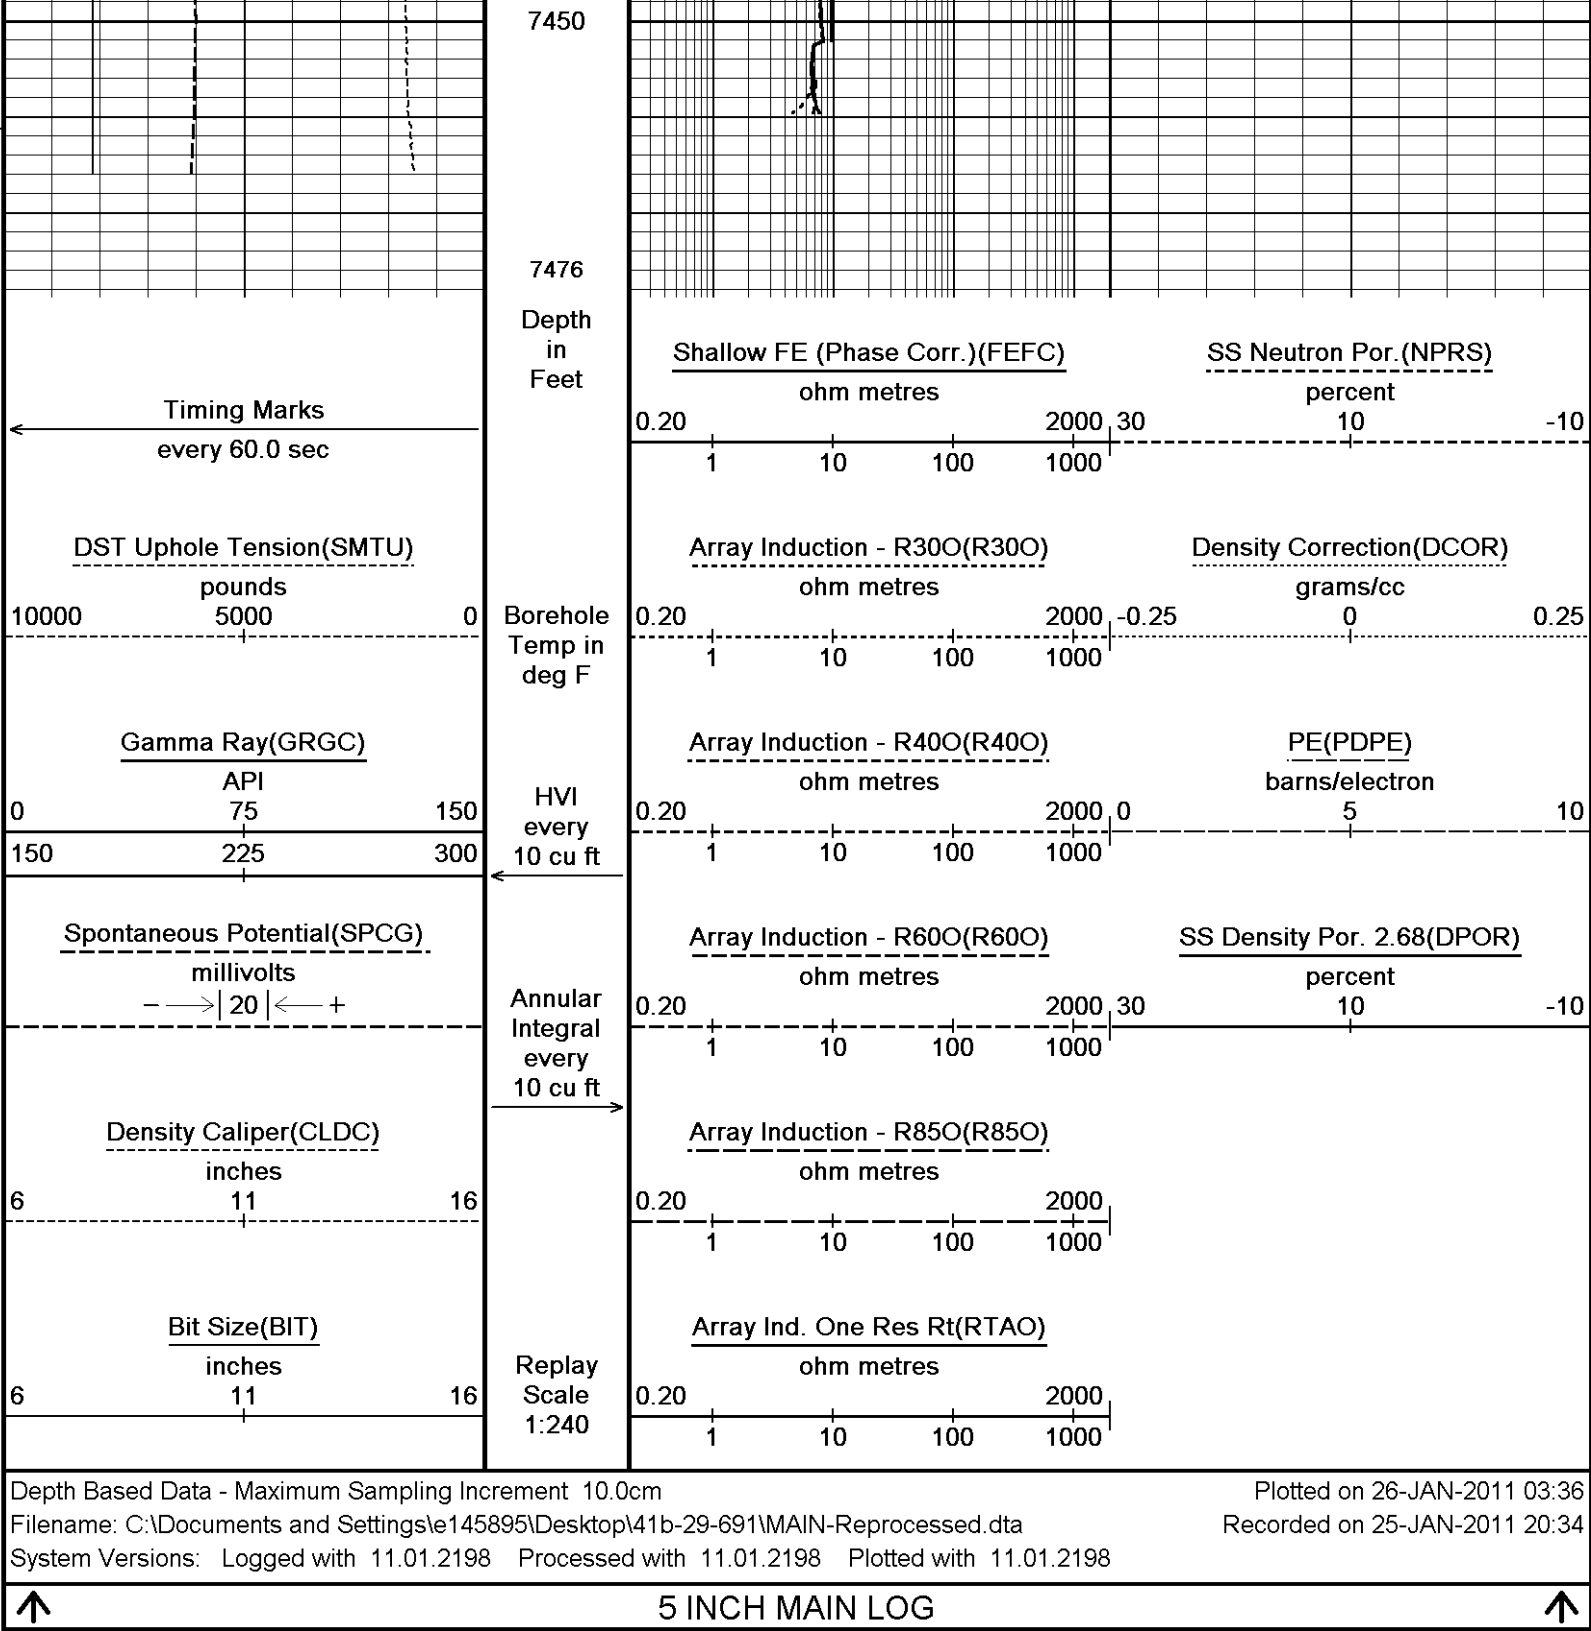 7450
7476
Depth
in
Feet
Timing Marks
every 60.0 sec
DST Uphole Tension(SMTU)
pounds
10000 5000 0
Gamma Ray(GRGC)
API
0 75 150
150 225 300
Spontaneous Potential(SPCG)
millivolts
− 20 +
Density Caliper(CLDC)
inches
6 11 16
Bit Size(BIT)
inches
6 11 16
Borehole
Temp in
deg F
HVI
every
10 cu ft
Annular
Integral
every
10 cu ft
Replay
Scale
1:240
Shallow FE (Phase Corr.)(FEFC)
ohm metres
0.20 2000
1 10 100 1000
Array Induction - R30O(R30O)
ohm metres
0.20 2000
1 10 100 1000
Array Induction - R40O(R40O)
ohm metres
0.20 2000
1 10 100 1000
Array Induction - R60O(R60O)
ohm metres
0.20 2000
1 10 100 1000
Array Induction - R85O(R85O)
ohm metres
0.20 2000
1 10 100 1000
Array Ind. One Res Rt(RTAO)
ohm metres
0.20 2000
1 10 100 1000
SS Neutron Por.(NPRS)
percent
30 10 -10
Density Correction(DCOR)
grams/cc
-0.25 0 0.25
PE(PDPE)
barns/electron
0 5 10
SS Density Por. 2.68(DPOR)
percent
30 10 -10
Depth Based Data - Maximum Sampling Increment 10.0cm
Plotted on 26-JAN-2011 03:36
Filename: C:\Documents and Settings\e145895\Desktop\41b-29-691\MAIN-Reprocessed.dta
Recorded on 25-JAN-2011 20:34
System Versions: Logged with 11.01.2198 Processed with 11.01.2198 Plotted with 11.01.2198
5 INCH MAIN LOG